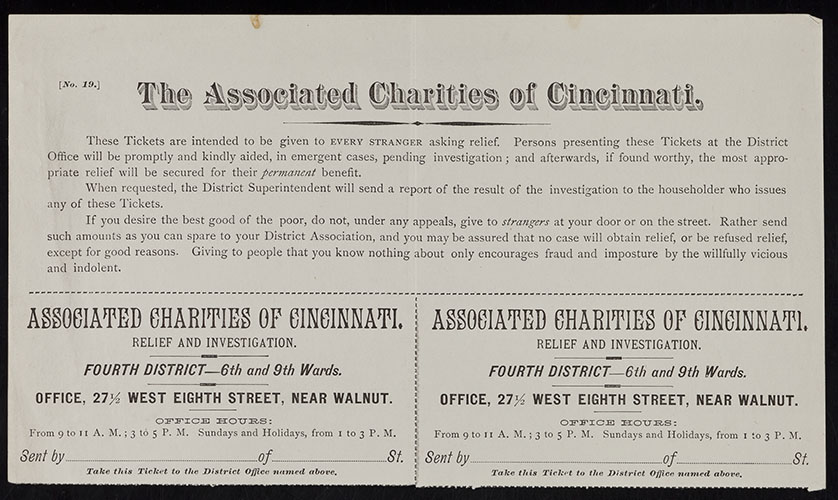 [No. 19.]
The Associated Charities of Cincinnati.
These Tickets are intended to be given to EVERY STRANGER asking relief. Persons presenting these Tickets at the District
Office will be promptly and kindly aided, in emergent cases, pending investigation; and afterwards, if found worthy, the most appro-
priate relief will be secured for their permanent benefit.
When requested, the District Superintendent will send a report of the result of the investigation to the householder who issues
any of these Tickets.
If you desire the best good of the poor, do not, under any appeals, give to strangers at your door or on the street. Rather send
such amounts as you can spare to your District Association, and you may be assured that no case will obtain relief, or be refused relief,
except for good reasons. Giving to people that you know nothing about only encourages fraud and imposture by the willfully vicious
and indolent.
ASSOCIATED CHARITIES OF CINCINNATI.
RELIEF AND INVESTIGATION.
FOURTH DISTRICT—6th and 9th Wards.
OFFICE, 27½ WEST EIGHTH STREET, NEAR WALNUT.
OFFICE HOURS:
From 9 to 11 A. M.; 3 to 5 P. M. Sundays and Holidays, from 1 to 3 P. M.
Sent by of St.
Take this Ticket to the District Office named above.
ASSOCIATED CHARITIES OF CINCINNATI.
RELIEF AND INVESTIGATION.
FOURTH DISTRICT—6th and 9th Wards.
OFFICE, 27½ WEST EIGHTH STREET, NEAR WALNUT.
OFFICE HOURS:
From 9 to 11 A. M.; 3 to 5 P. M. Sundays and Holidays, from 1 to 3 P. M.
Sent by of St.
Take this Ticket to the District Office named above.